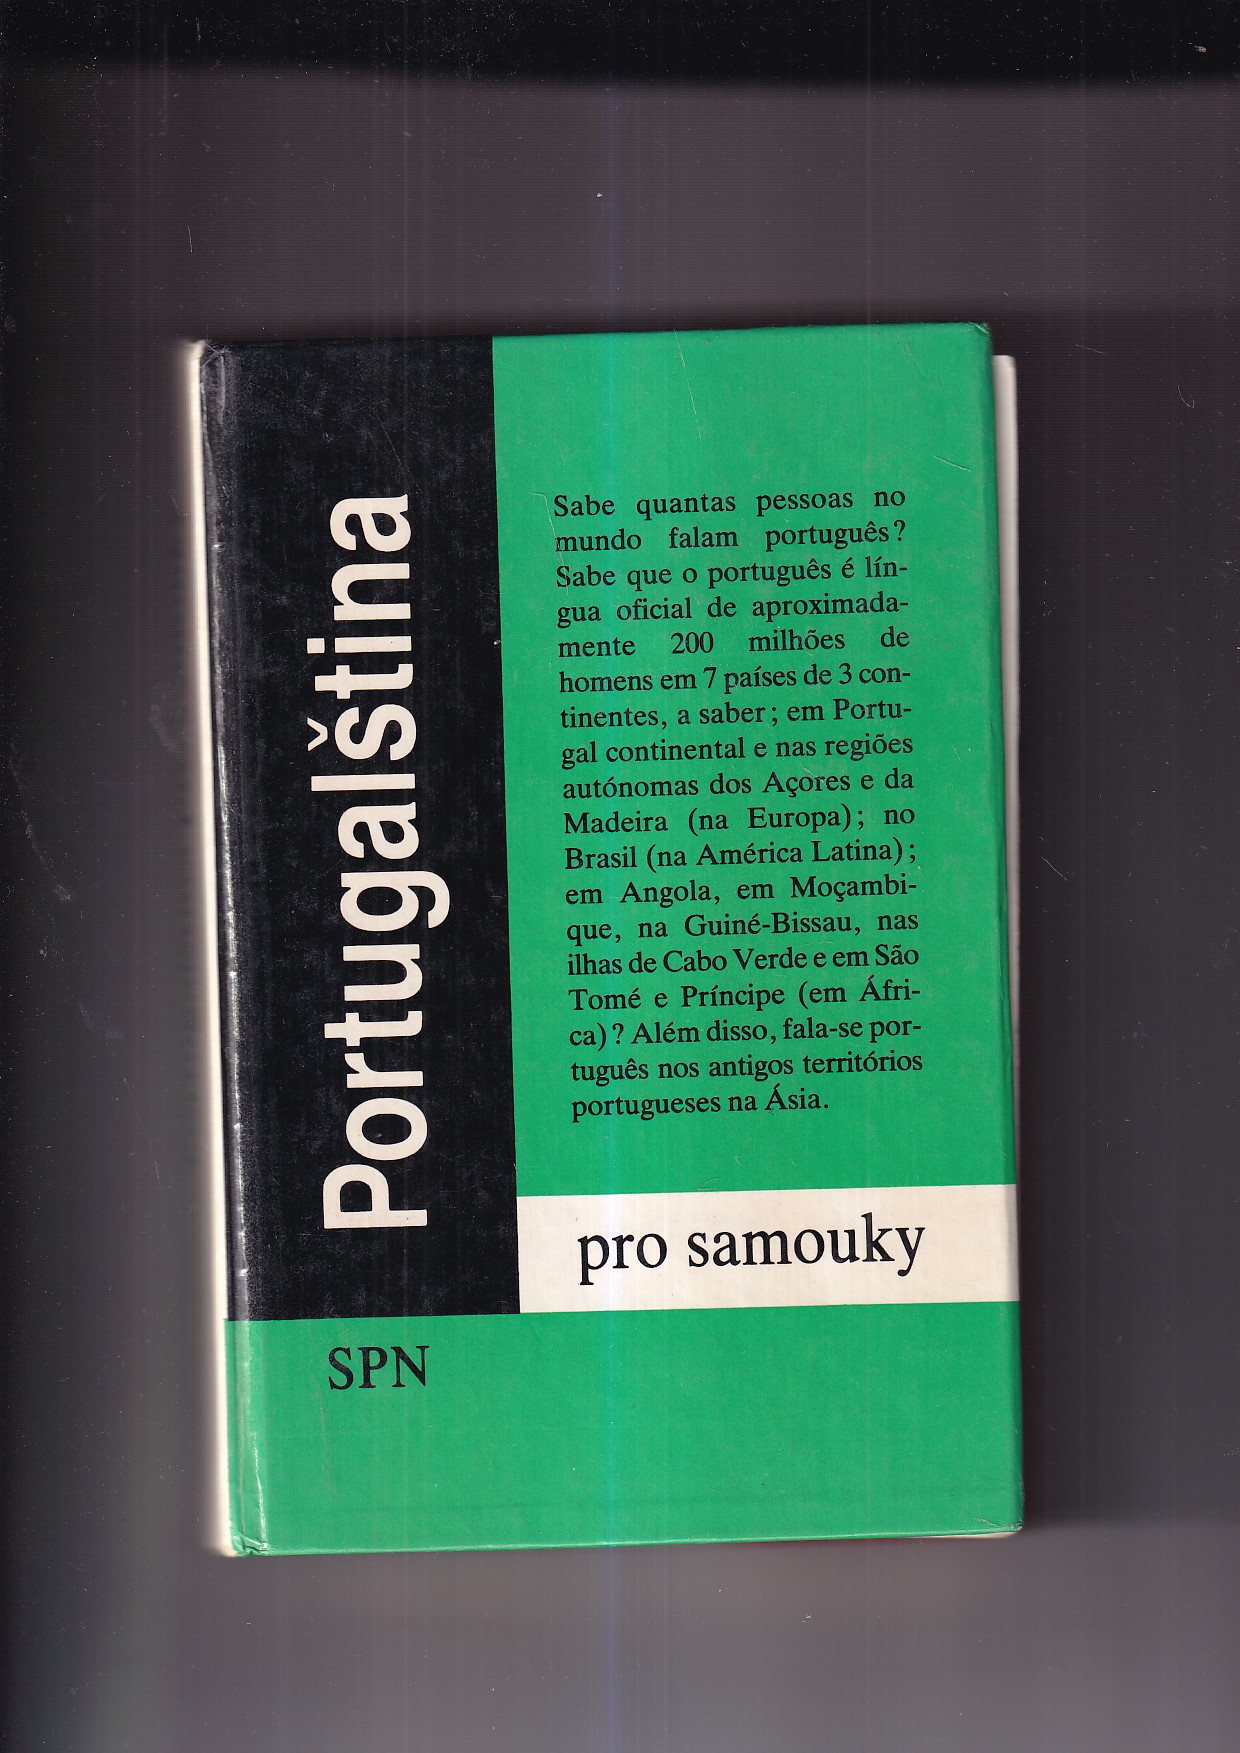 Portugalština
Sabe quantas pessoas no
mundo falam português?
Sabe que o português é lín-
gua oficial de aproximada-
mente 200 milhões de
homens em 7 países de 3 con-
tinentes, a saber; em Portu-
gal continental e nas regiões
autónomas dos Açores e da
Madeira (na Europa); no
Brasil (na América Latina);
em Angola, em Moçambi-
que, na Guiné-Bissau, nas
ilhas de Cabo Verde e em São
Tomé e Príncipe (em Áfri-
ca)? Além disso, fala-se por-
tuguês nos antigos territórios
portugueses na Ásia.
pro samouky
SPN